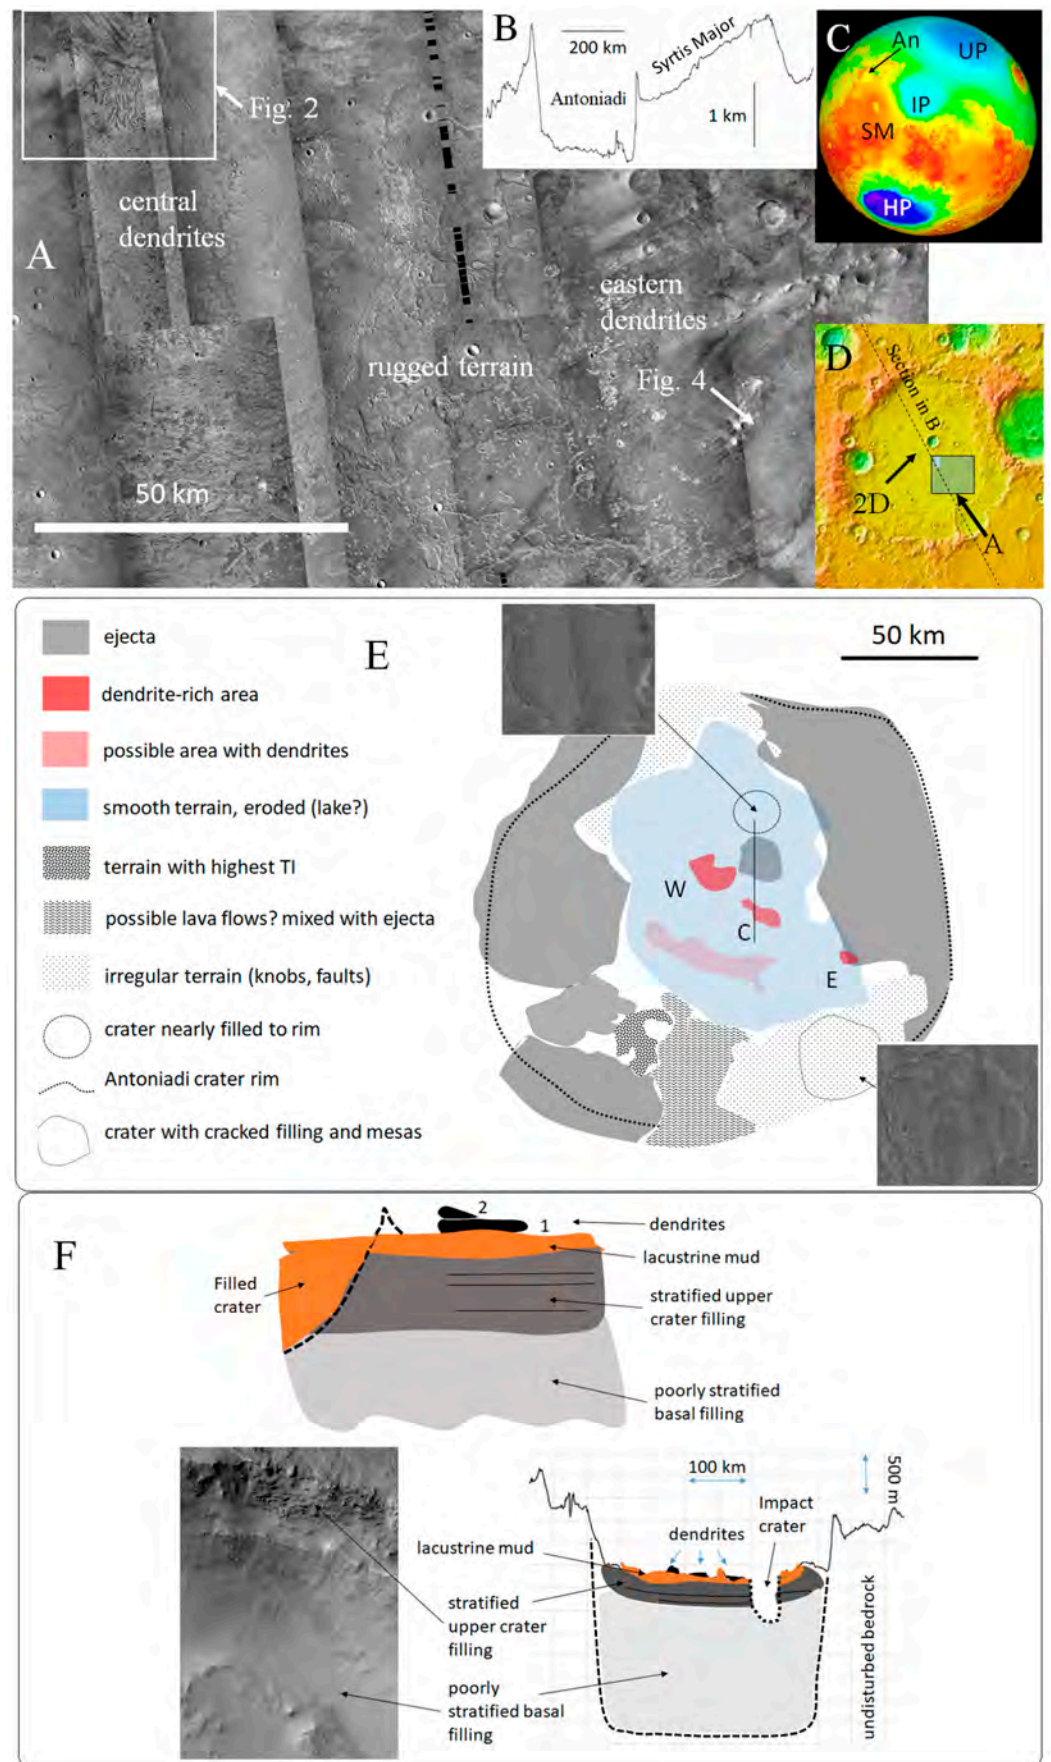 A
Fig. 2
central
dendrites
rugged terrain
eastern
dendrites
Fig. 4
50 km
B
200 km
Antoniadi
Syrtis Major
1 km
C
An
UP
IP
SM
HP
D
Section in B
2D
A
E
ejecta
dendrite-rich area
possible area with dendrites
smooth terrain, eroded (lake?)
terrain with highest TI
possible lava flows? mixed with ejecta
irregular terrain (knobs, faults)
crater nearly filled to rim
Antoniadi crater rim
crater with cracked filling and mesas
50 km
W
C
E
F
2
1
dendrites
lacustrine mud
Filled
crater
stratified upper
crater filling
poorly stratified
basal filling
100 km
500 m
Impact
crater
dendrites
lacustrine mud
stratified
upper crater
filling
poorly
stratified basal
filling
undisturbed bedrock